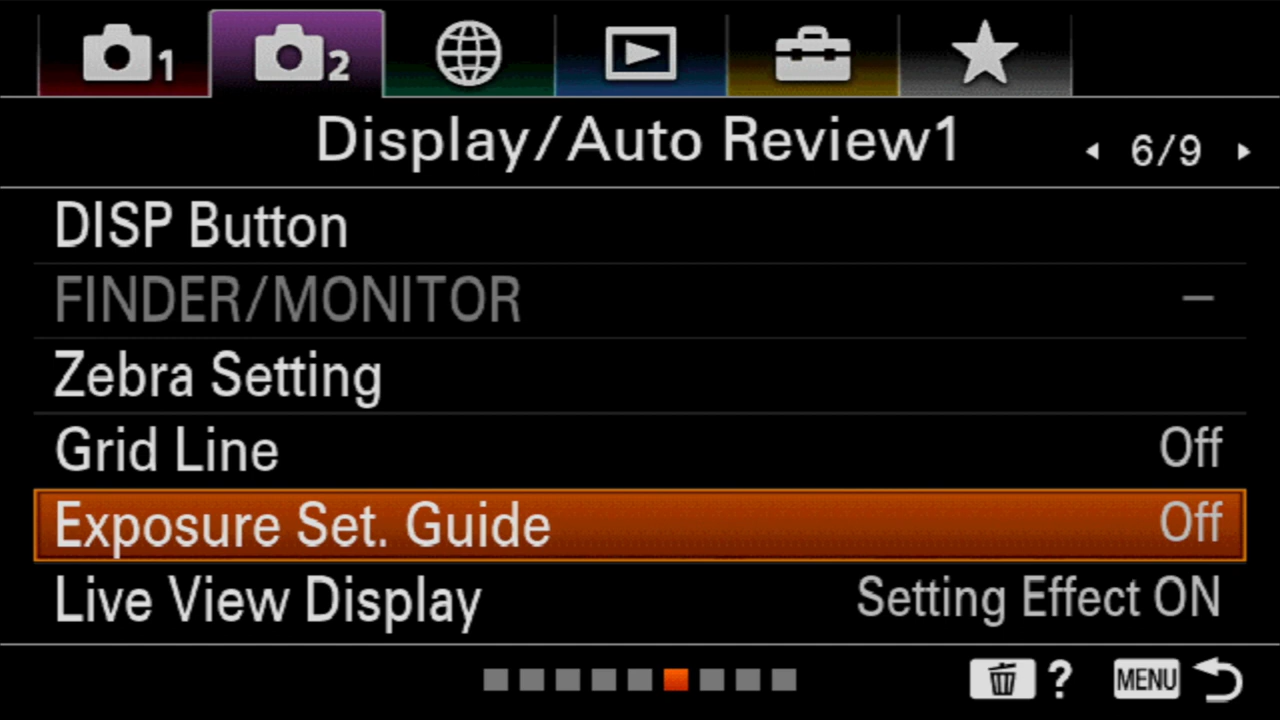 1 2
Display/Auto Review1 6/9
DISP Button
FINDER/MONITOR –
Zebra Setting
Grid Line Off
Exposure Set. Guide Off
Live View Display Setting Effect ON
? MENU